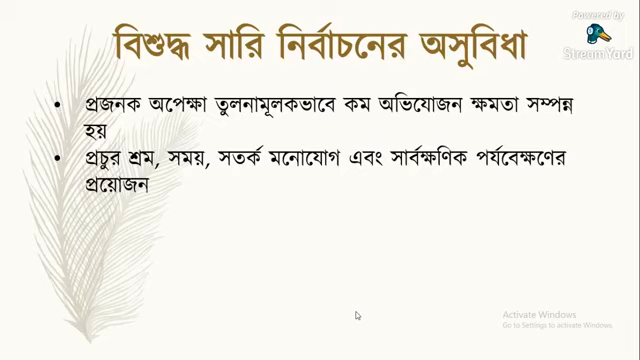 Powered by
StreamYard
বিশুদ্ধ সারি নির্বাচনের অসুবিধা
• প্রজনক অপেক্ষা তুলনামূলকভাবে কম অভিযোজন ক্ষমতা সম্পন্ন
হয়
• প্রচুর শ্রম, সময়, সতর্ক মনোযোগ এবং সার্বক্ষণিক পর্যবেক্ষণের
প্রয়োজন
Activate Windows
Go to Settings to activate Windows.